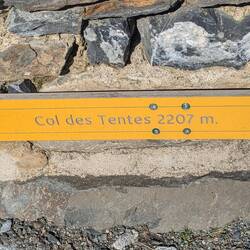 Col des Tentes 2207 m.